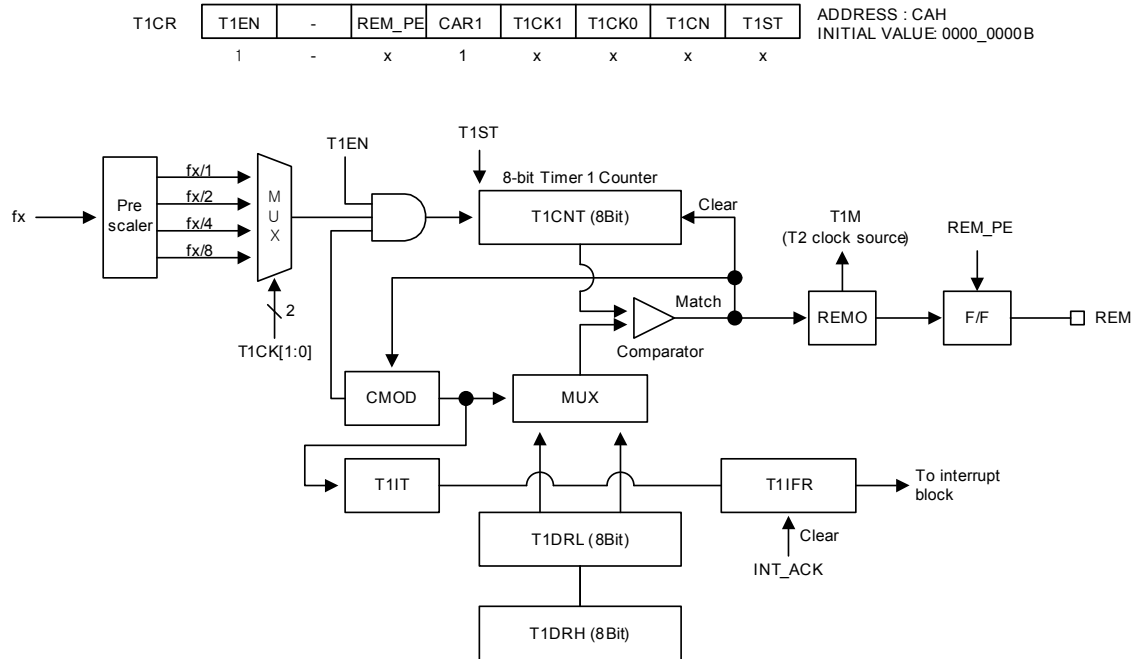 T1CR T1EN - REM_PE CAR1 T1CK1 T1CK0 T1CN T1ST
ADDRESS : CAH
INITIAL VALUE: 0000_0000B
1 - x 1 x x x x
T1EN
T1ST
8-bit Timer 1 Counter
fx
Pre
scaler
fx/1
fx/2
fx/4
fx/8
M
U
X
2
T1CK[1:0]
T1CNT (8Bit)
Clear
T1M
(T2 clock source)
REM_PE
Match
Comparator
REMO
F/F
REM
CMOD
MUX
T1IT
T1IFR
To interrupt
block
Clear
INT_ACK
T1DRL (8Bit)
T1DRH (8Bit)